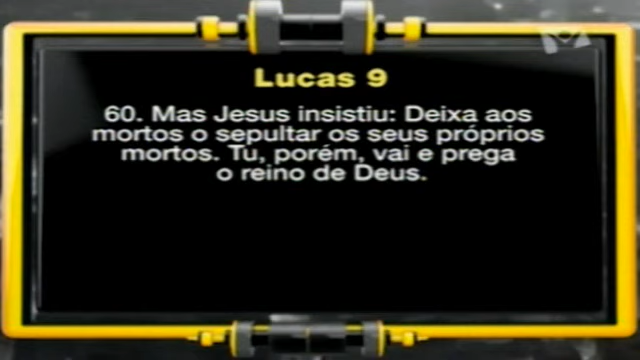 Lucas 9
60. Mas Jesus insistiu: Deixa aos
mortos o sepultar os seus próprios
mortos. Tu, porém, vai e prega
o reino de Deus.